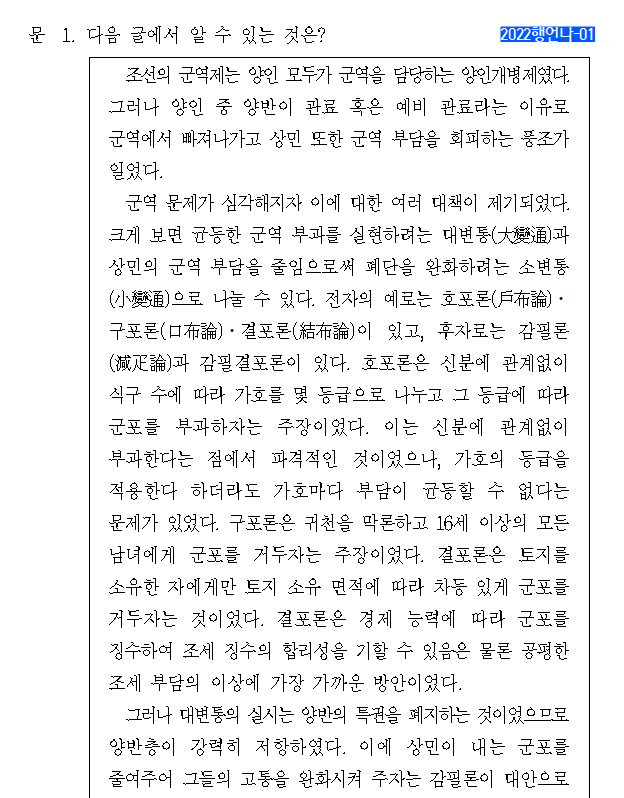 문 1. 다음 글에서 알 수 있는 것은?
2022행언나-01
조선의 군역제는 양인 모두가 군역을 담당하는 양인개병제였다.
그러나 양인 중 양반이 관료 혹은 예비 관료라는 이유로
군역에서 빠져나가고 상민 또한 군역 부담을 회피하는 풍조가
일었다.
군역 문제가 심각해지자 이에 대한 여러 대책이 제기되었다.
크게 보면 균등한 군역 부과를 실현하려는 대변통(大變通)과
상민의 군역 부담을 줄임으로써 폐단을 완화하려는 소변통
(小變通)으로 나눌 수 있다. 전자의 예로는 호포론(戶布論)·
구포론(口布論)·결포론(結布論)이 있고, 후자로는 감필론
(減疋論)과 감필결포론이 있다. 호포론은 신분에 관계없이
식구 수에 따라 가호를 몇 등급으로 나누고 그 등급에 따라
군포를 부과하자는 주장이었다. 이는 신분에 관계없이
부과한다는 점에서 파격적인 것이었으나, 가호의 등급을
적용한다 하더라도 가호마다 부담이 균등할 수 없다는
문제가 있었다. 구포론은 귀천을 막론하고 16세 이상의 모든
남녀에게 군포를 거두자는 주장이었다. 결포론은 토지를
소유한 자에게만 토지 소유 면적에 따라 차등 있게 군포를
거두자는 것이었다. 결포론은 경제 능력에 따라 군포를
징수하여 조세 징수의 합리성을 기할 수 있음은 물론 공평한
조세 부담의 이상에 가장 가까운 방안이었다.
그러나 대변통의 실시는 양반의 특권을 폐지하는 것이었으므로
양반층이 강력히 저항하였다. 이에 상민이 내는 군포를
줄여주어 그들의 고통을 완화시켜 주자는 감필론이 대안으로